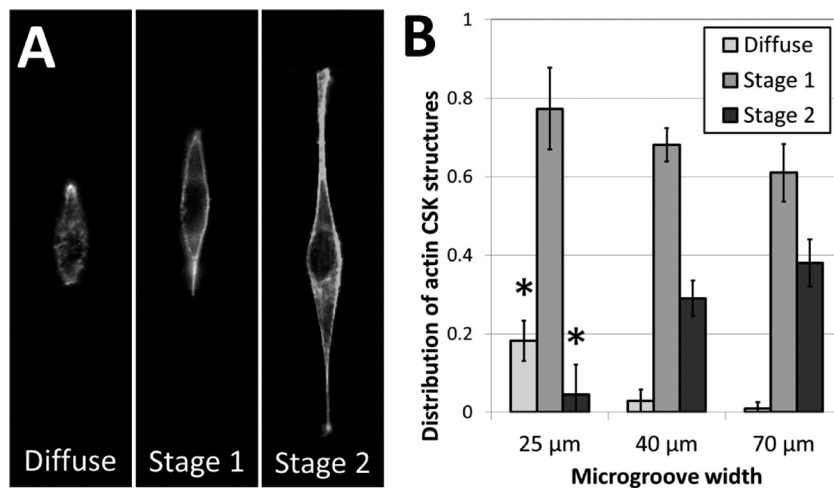 A
Diffuse
Stage 1
Stage 2
B
Distribution of actin CSK structures
1
0.8
0.6
0.4
0.2
0
Diffuse
Stage 1
Stage 2
*
*
25 µm
40 µm
70 µm
Microgroove width